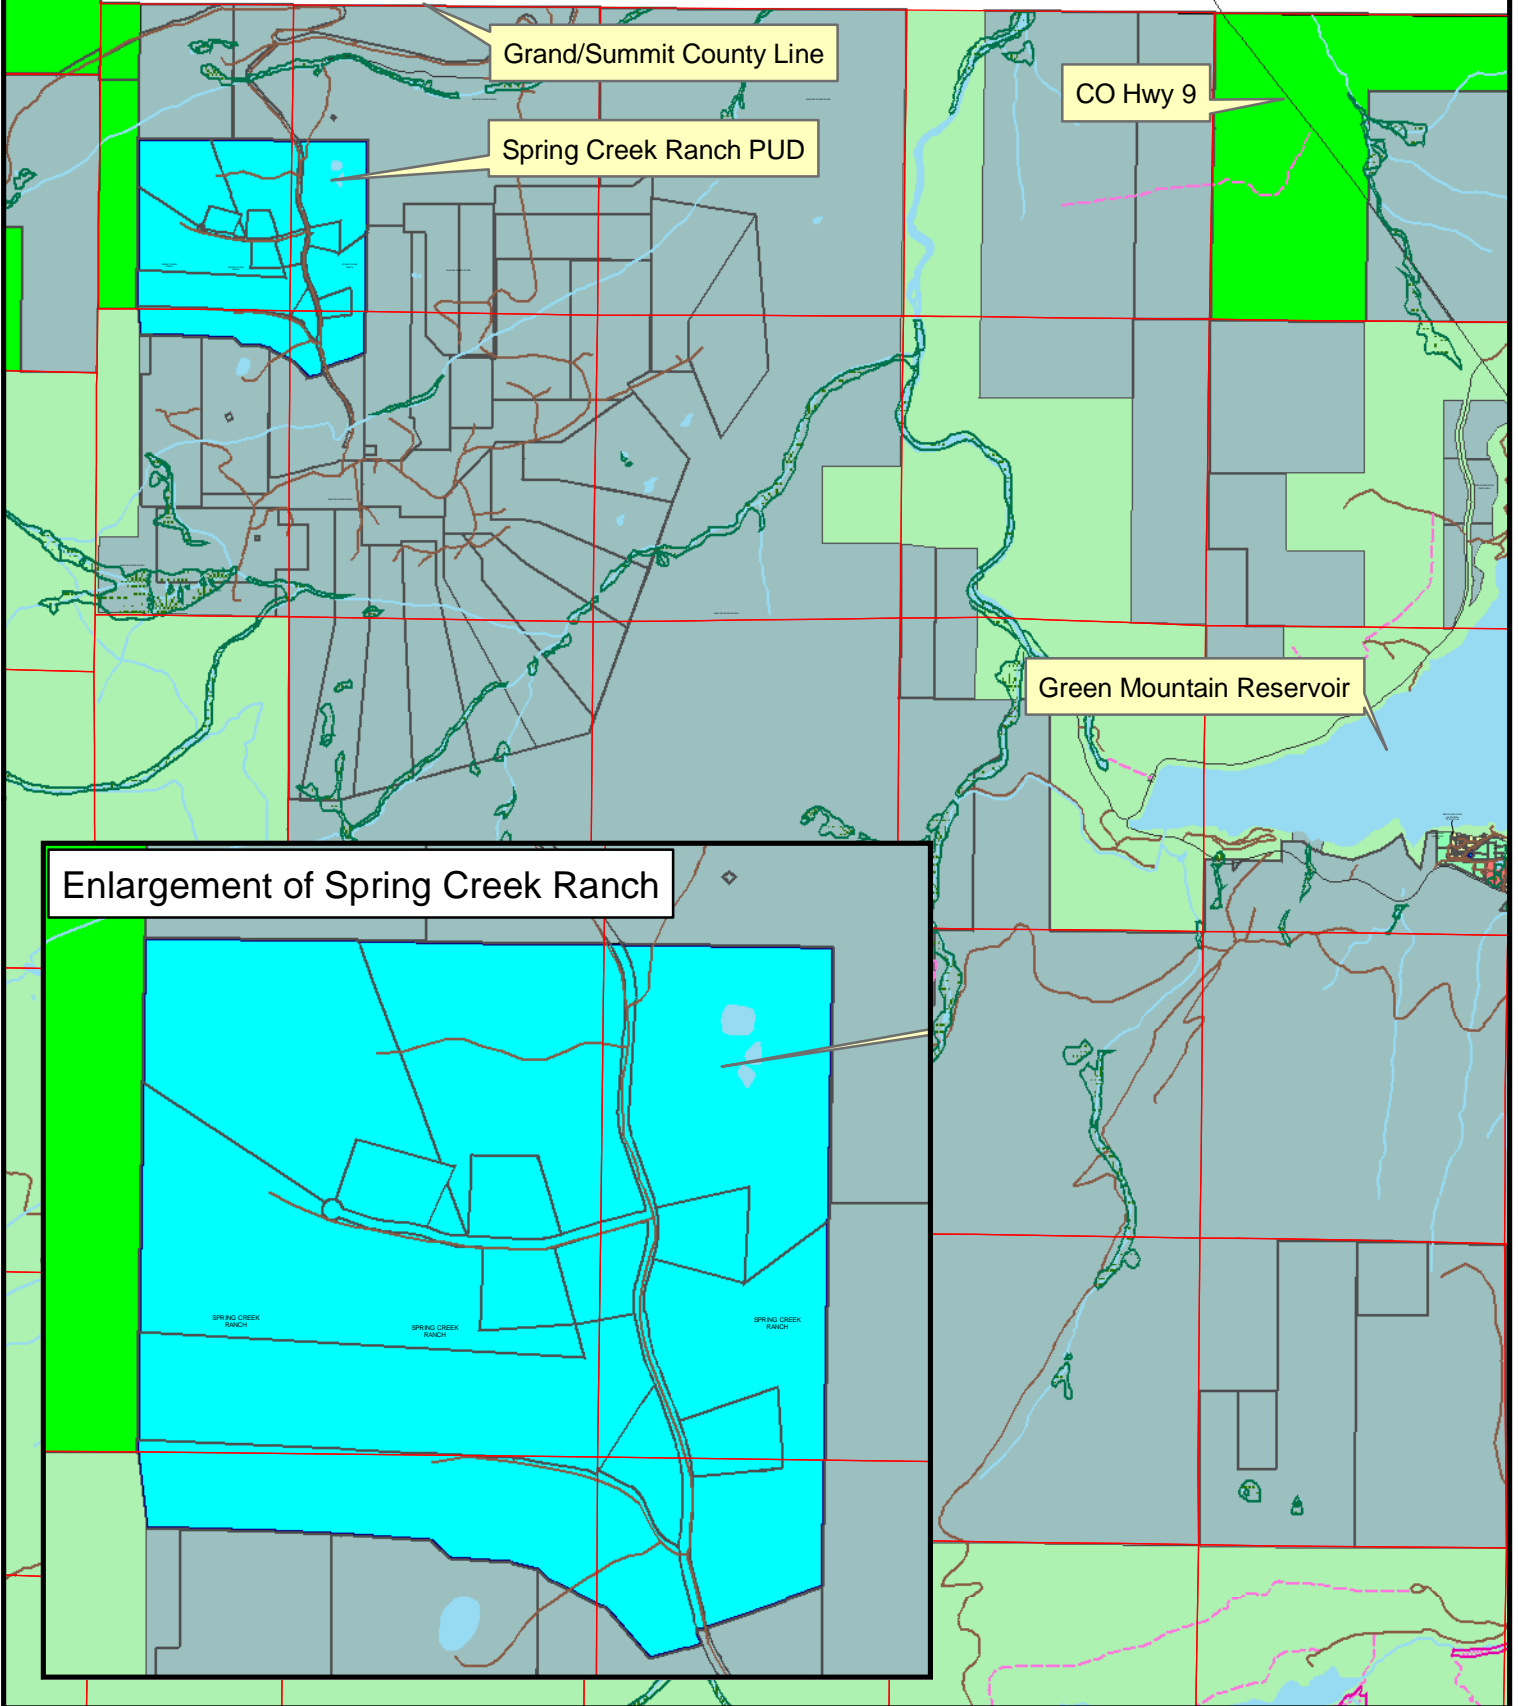 Grand/Summit County Line
CO Hwy 9
Spring Creek Ranch PUD
Green Mountain Reservoir
Enlargement of Spring Creek Ranch
SPRING CREEK
RANCH
SPRING CREEK
RANCH
SPRING CREEK
RANCH